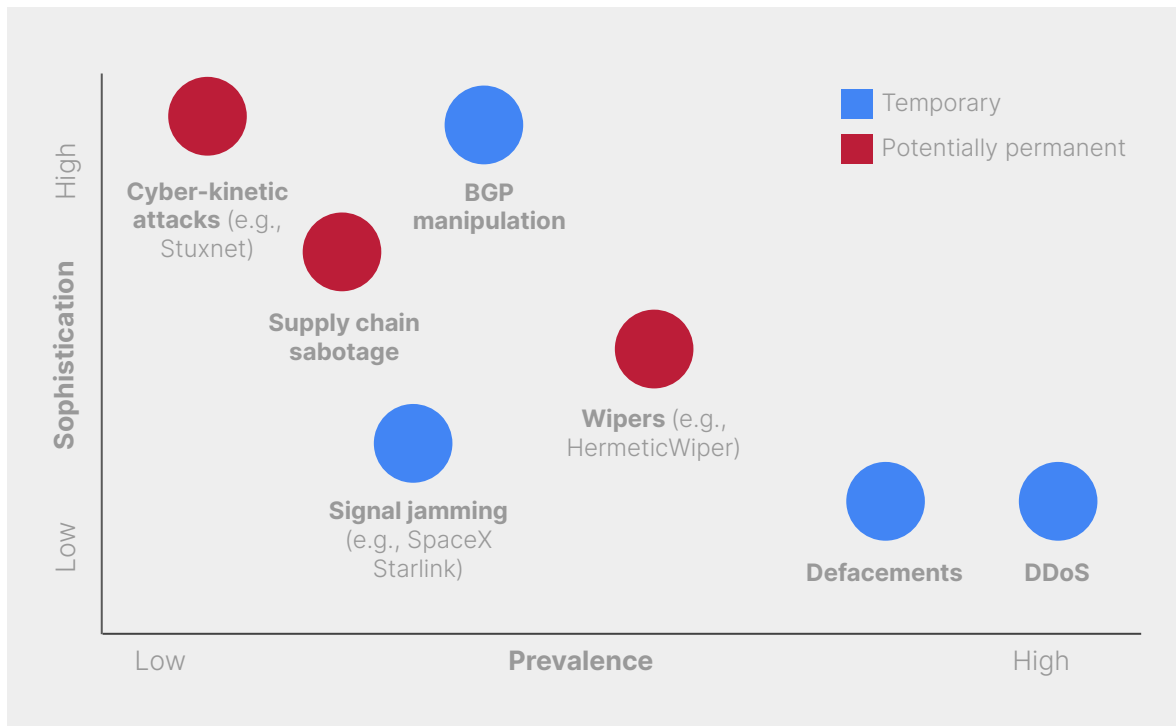 Temporary
Potentially permanent
High
Sophistication
Low
Cyber-kinetic
attacks (e.g.,
Stuxnet)
BGP
manipulation
Supply chain
sabotage
Wipers (e.g.,
HermeticWiper)
Signal jamming
(e.g., SpaceX
Starlink)
Defacements
DDoS
Low
Prevalence
High